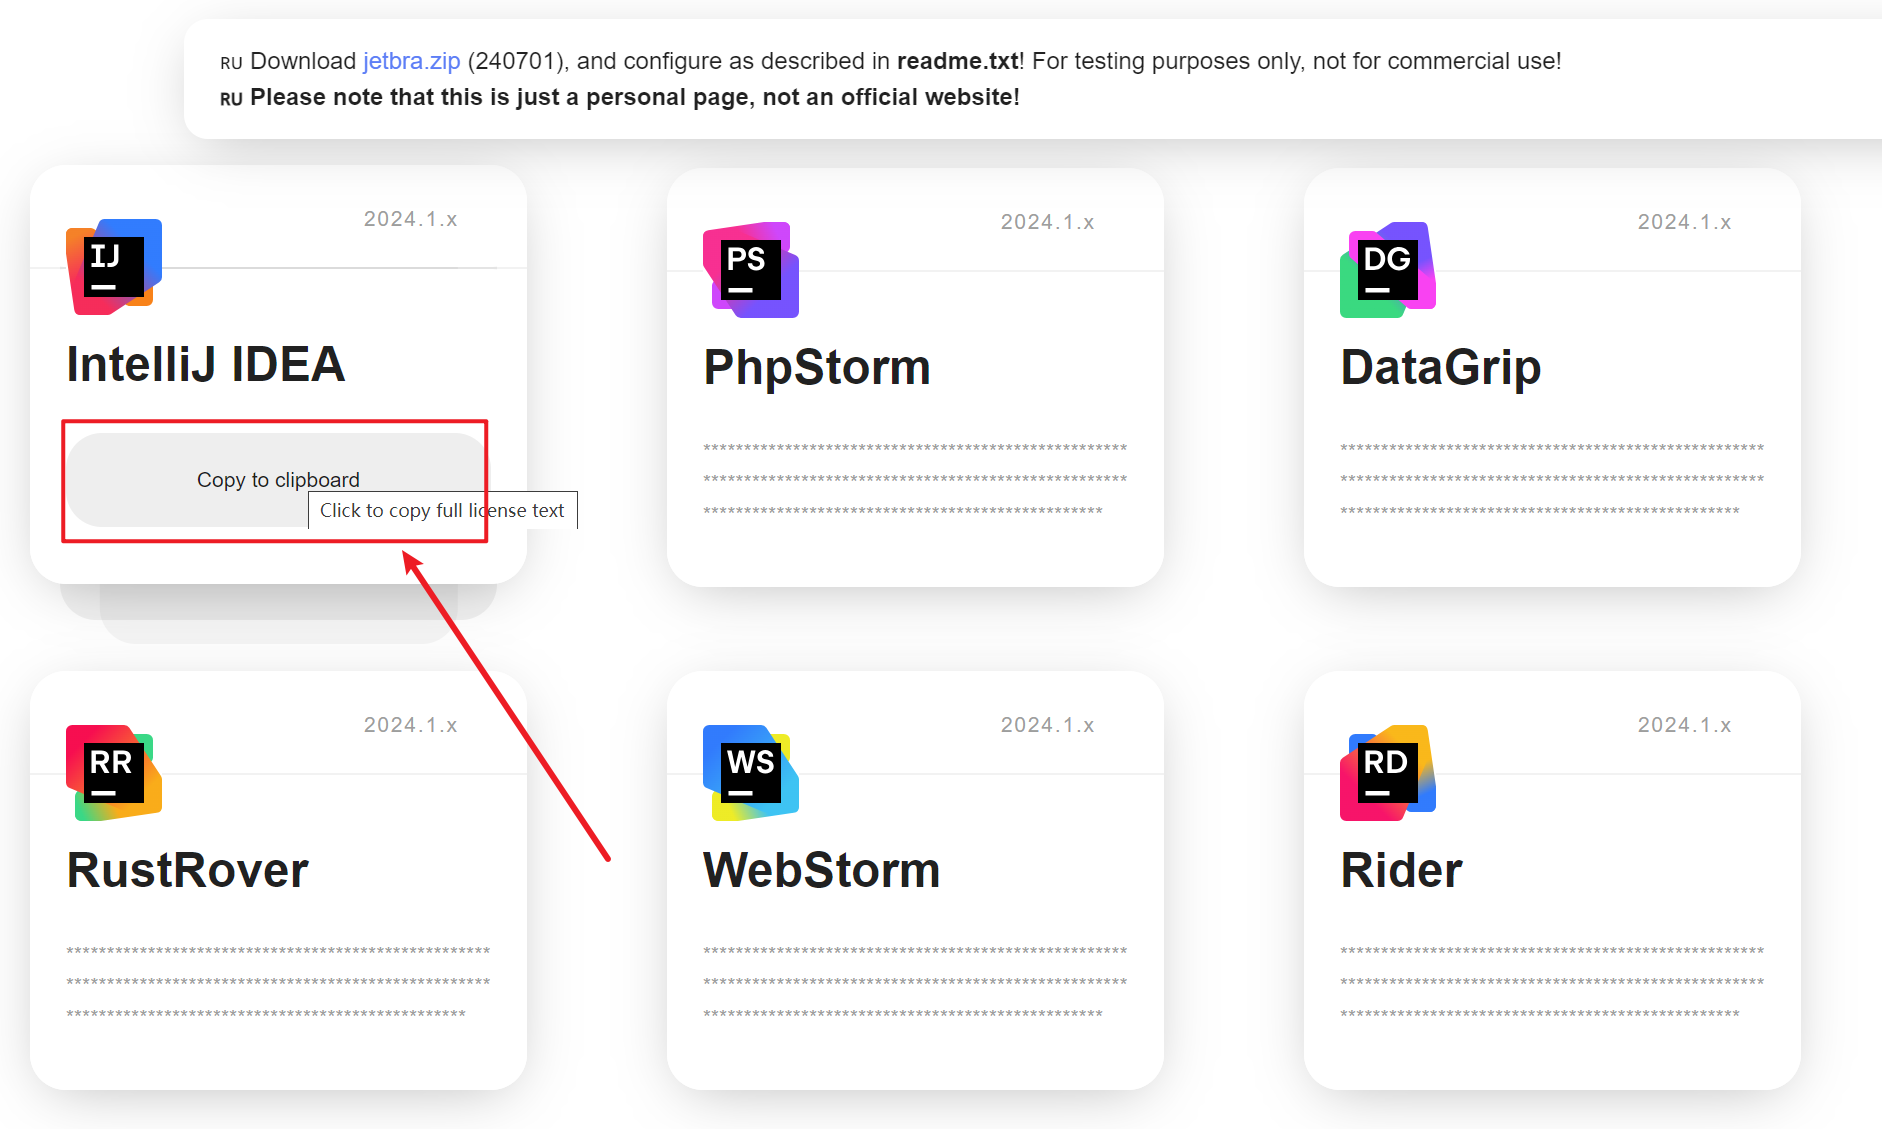 RU Download jetbra.zip (240701), and configure as described in readme.txt! For testing purposes only, not for commercial use!
RU Please note that this is just a personal page, not an official website!
2024.1.x
IJ
IntelliJ IDEA
Copy to clipboard
Click to copy full license text
2024.1.x
PS
PhpStorm
****************************************************
****************************************************
*************************************************
2024.1.x
DG
DataGrip
****************************************************
****************************************************
*************************************************
2024.1.x
RR
RustRover
****************************************************
****************************************************
*************************************************
2024.1.x
WS
WebStorm
****************************************************
****************************************************
*************************************************
2024.1.x
RD
Rider
****************************************************
****************************************************
*************************************************